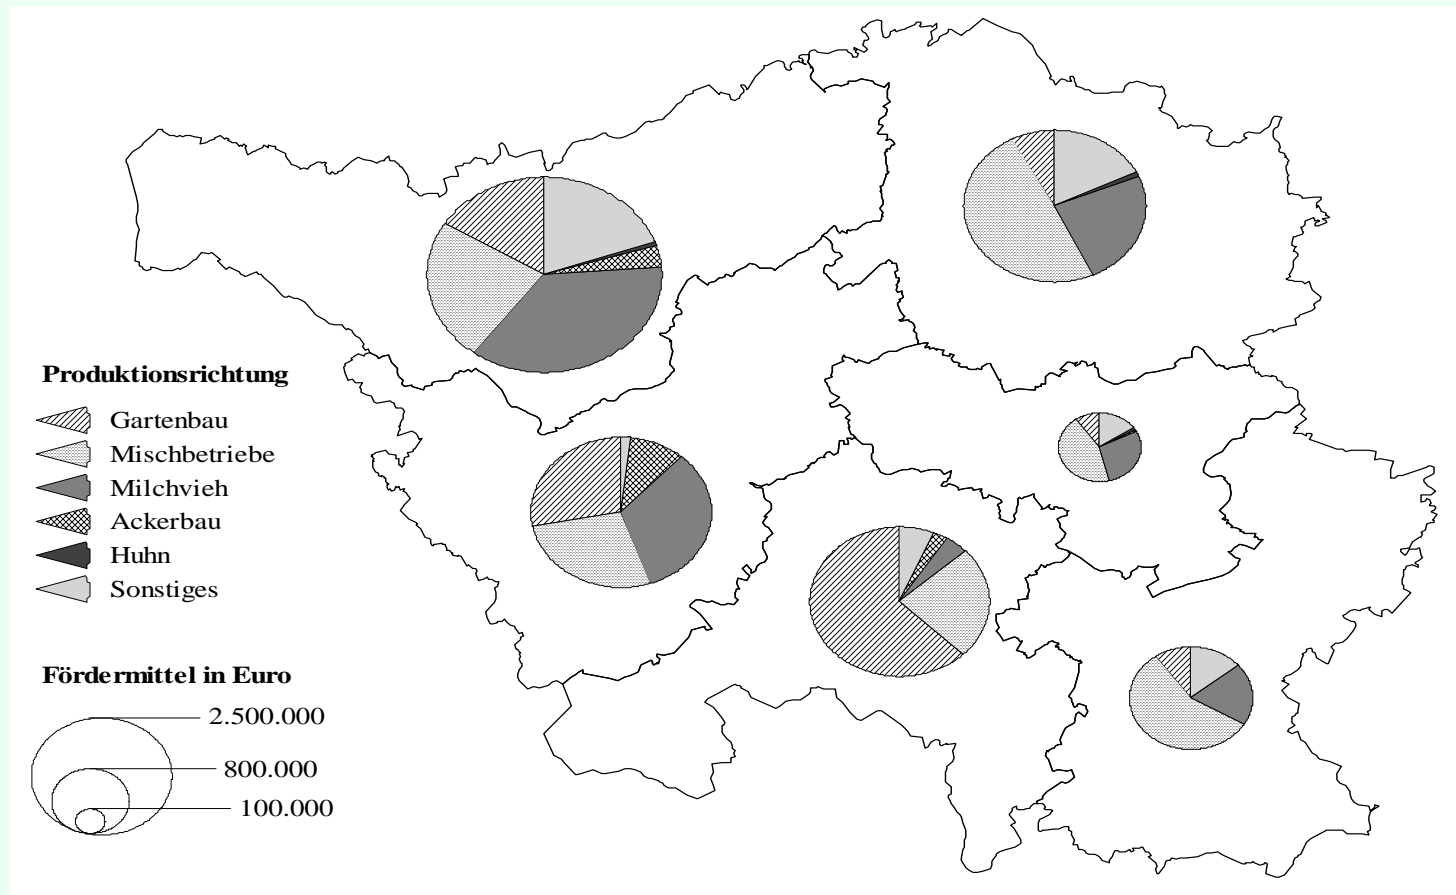 Produktionsrichtung
Gartenbau
Mischbetriebe
Milchvieh
Ackerbau
Huhn
Sonstiges
Fördermittel in Euro
2.500.000
800.000
100.000